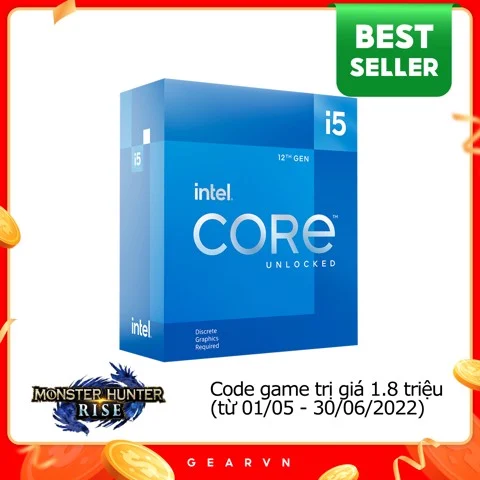 BEST
SELLER
i5
12TH GEN
i5
intel.
CORE™
UNLOCKED
Discrete
Graphics
Required
intel.
MONSTER HUNTER
RISE
Code game trị giá 1.8 triệu
(từ 01/05 - 30/06/2022)
GEARVN